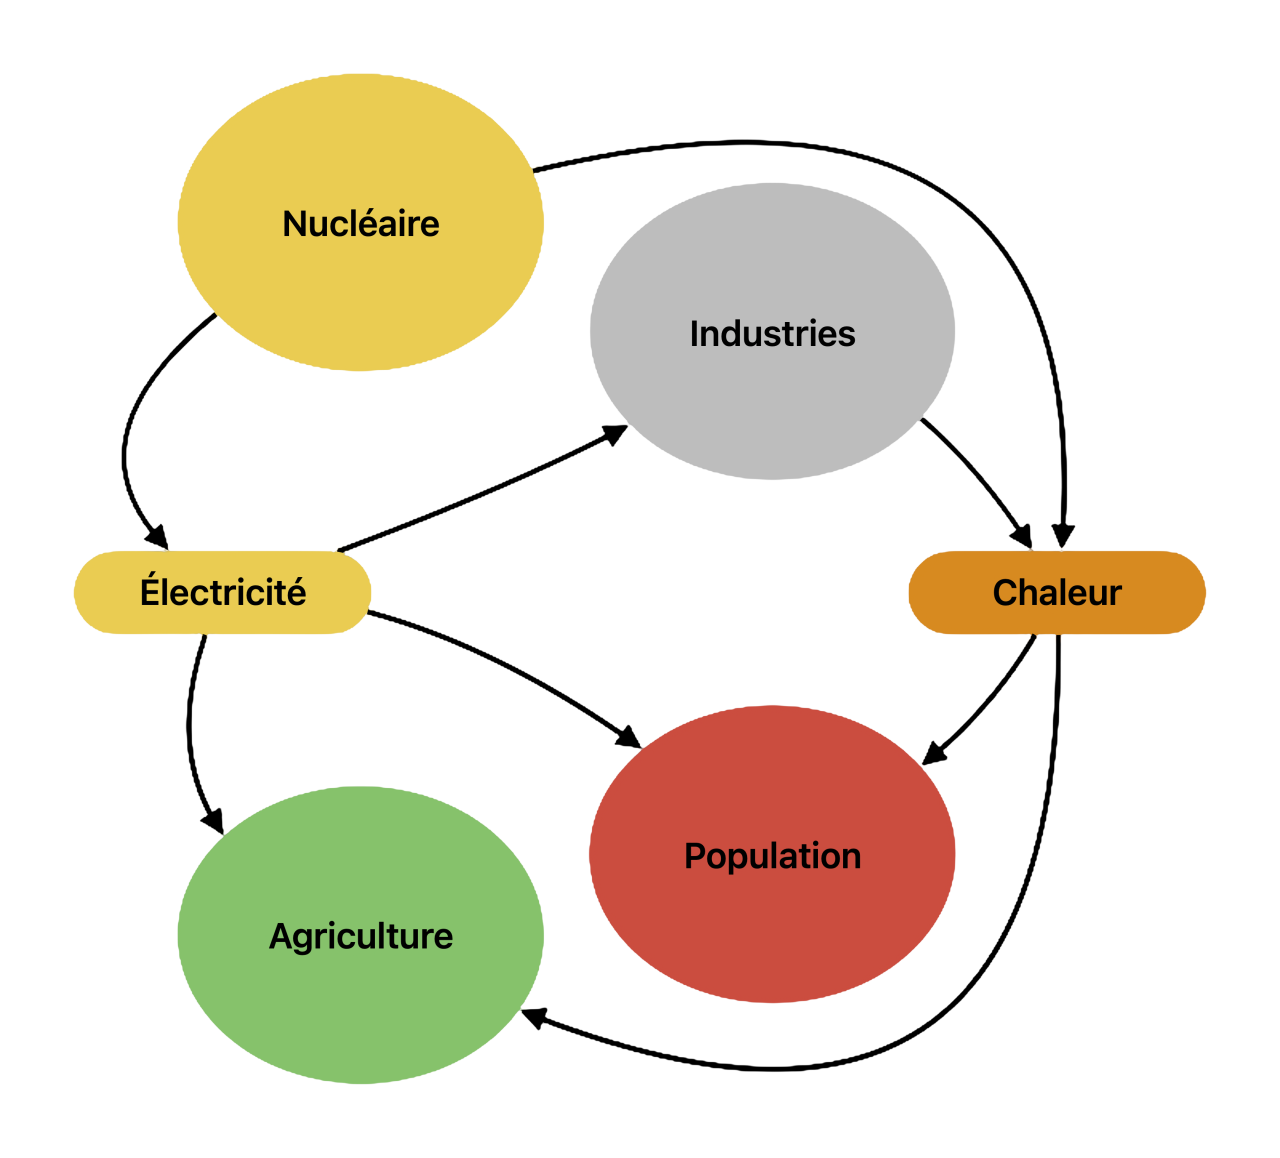 Nucléaire
Industries
Électricité
Chaleur
Population
Agriculture